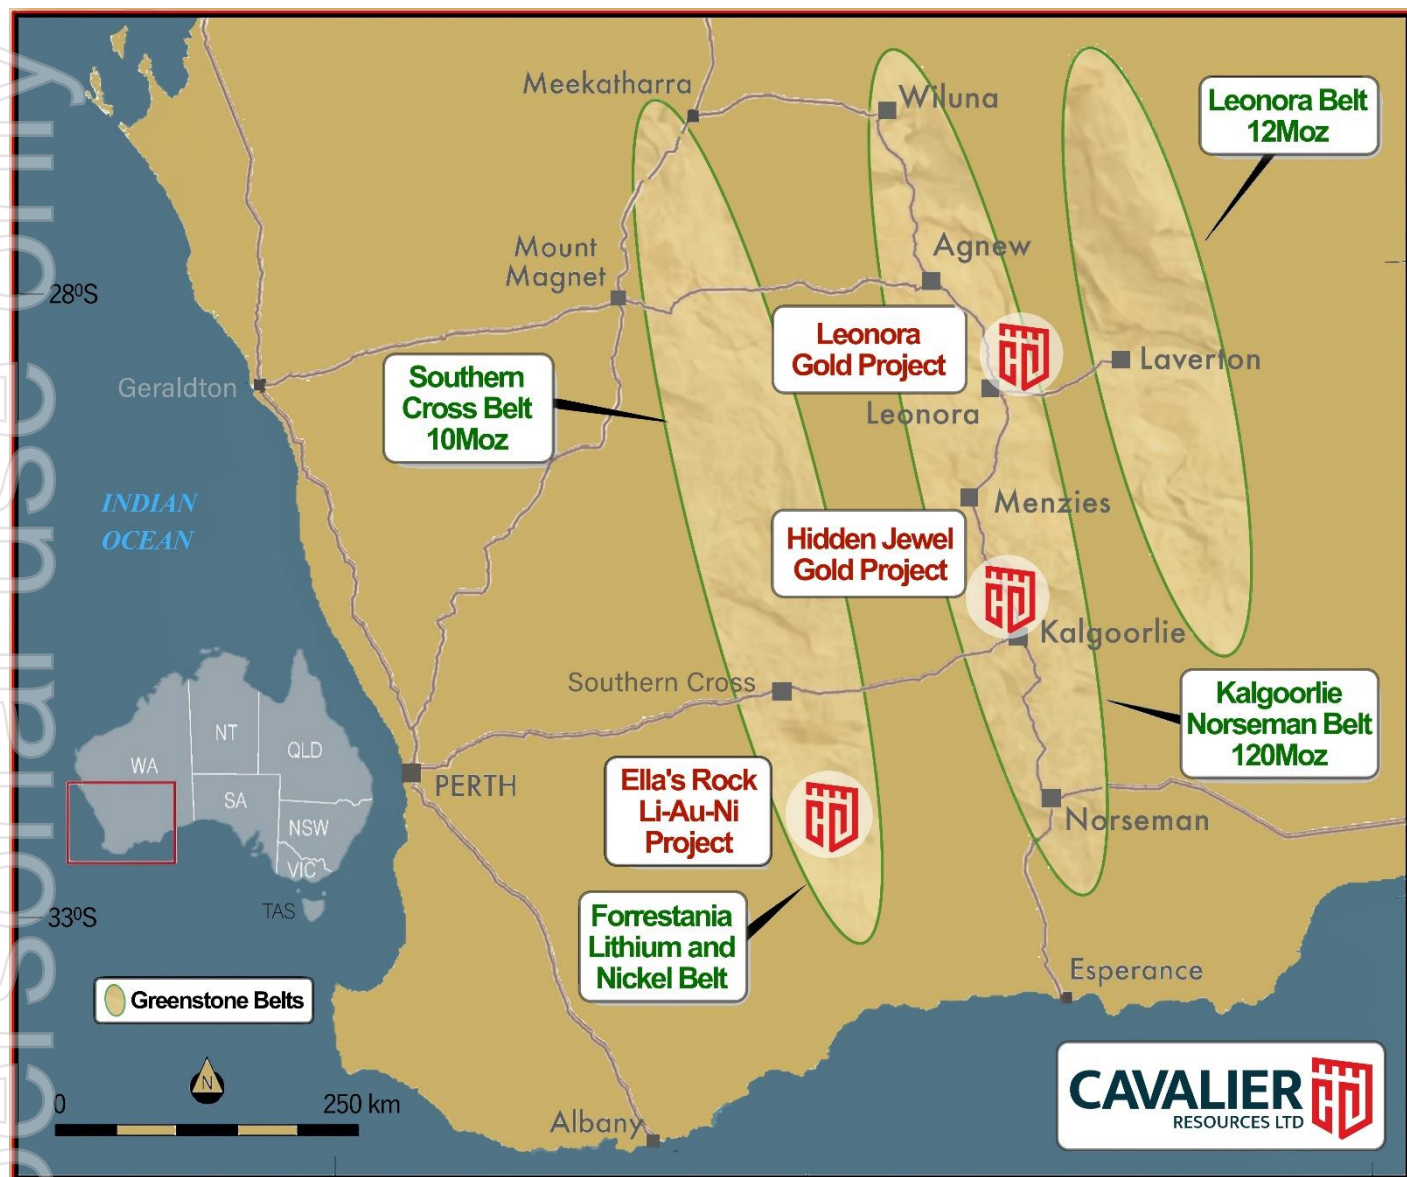 Meekatharra
Wiluna
Leonora Belt
12Moz
Mount
Magnet
Agnew
28⁰S
Leonora
Gold Project
Laverton
Southern
Cross Belt
10Moz
Geraldton
Leonora
INDIAN
OCEAN
Menzies
Hidden Jewel
Gold Project
Kalgoorlie
Southern Cross
Kalgoorlie
Norseman Belt
120Moz
WA
NT
QLD
SA
NSW
VIC
TAS
PERTH
Ella's Rock
Li-Au-Ni
Project
Norseman
33⁰S
Forrestania
Lithium and
Nickel Belt
Esperance
Greenstone Belts
N
0 250 km
Albany
CAVALIER
RESOURCES LTD
personal use only